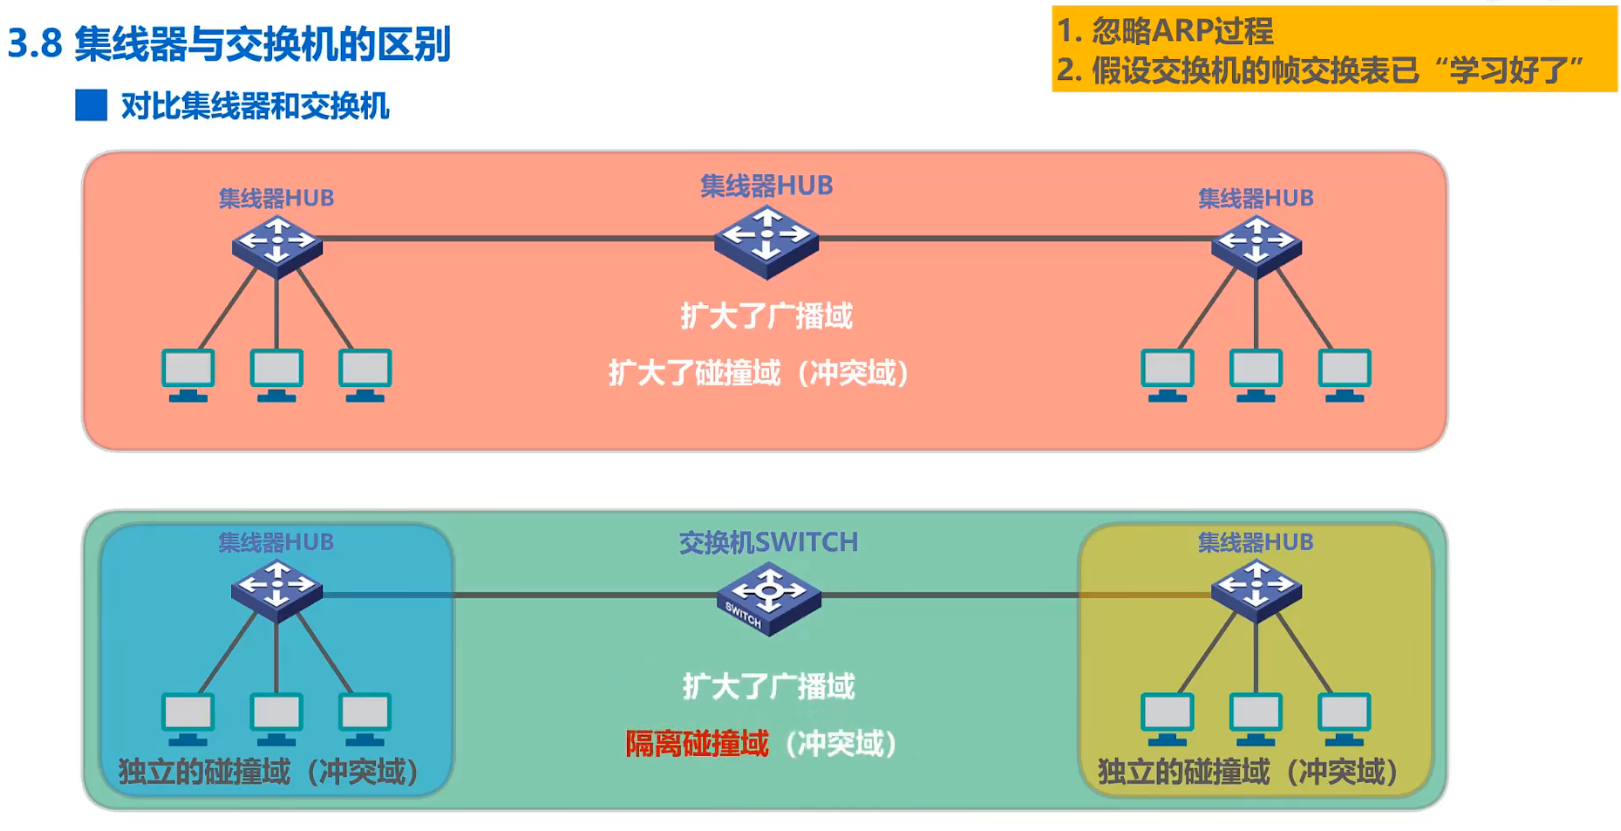 3.8 集线器与交换机的区别
1. 忽略ARP过程
2. 假设交换机的帧交换表已“学习好了”
对比集线器和交换机
集线器HUB
集线器HUB
集线器HUB
扩大了广播域
扩大了碰撞域（冲突域）
集线器HUB
交换机SWITCH
集线器HUB
SWITCH
扩大了广播域
隔离碰撞域（冲突域）
独立的碰撞域（冲突域）
独立的碰撞域（冲突域）